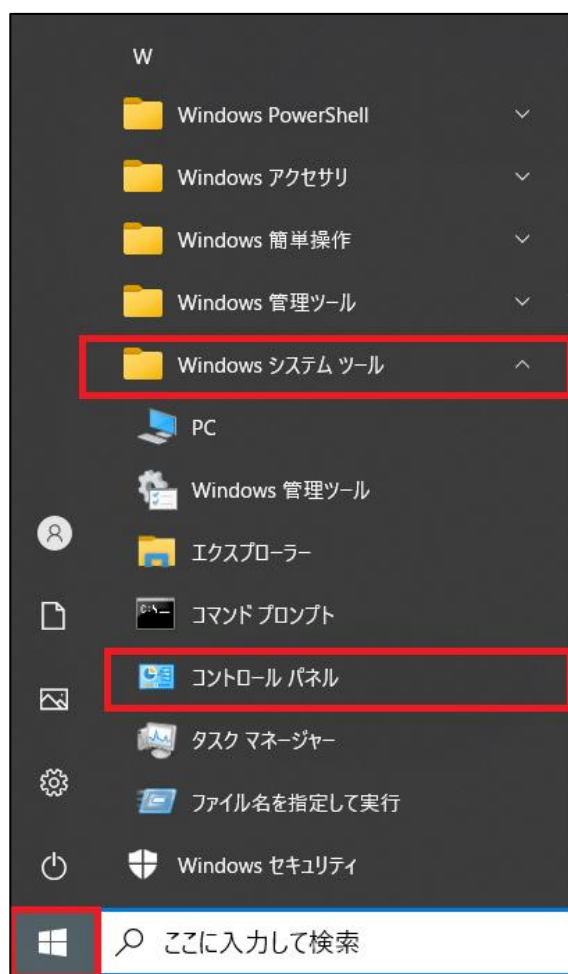 W
Windows PowerShell
Windows アクセサリ
Windows 簡単操作
Windows 管理ツール
Windows システム ツール
PC
Windows 管理ツール
エクスプローラー
コマンド プロンプト
コントロール パネル
タスク マネージャー
ファイル名を指定して実行
Windows セキュリティ
ここに入力して検索